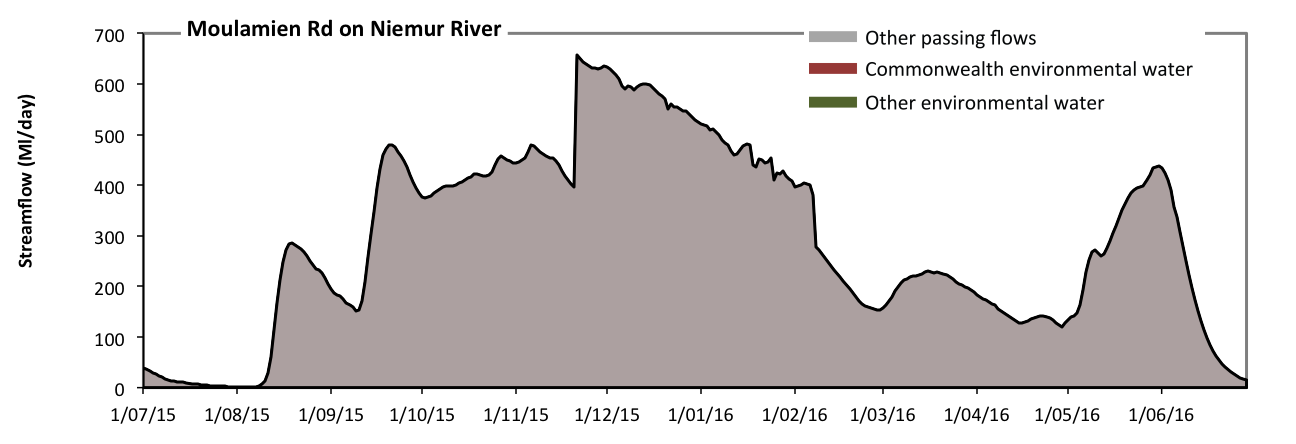 Moulamien Rd on Niemur River
Other passing flows
Commonwealth environmental water
Other environmental water
Streamflow (Ml/day)
700
600
500
400
300
200
100
0
1/07/15 1/08/15 1/09/15 1/10/15 1/11/15 1/12/15 1/01/16 1/02/16 1/03/16 1/04/16 1/05/16 1/06/16